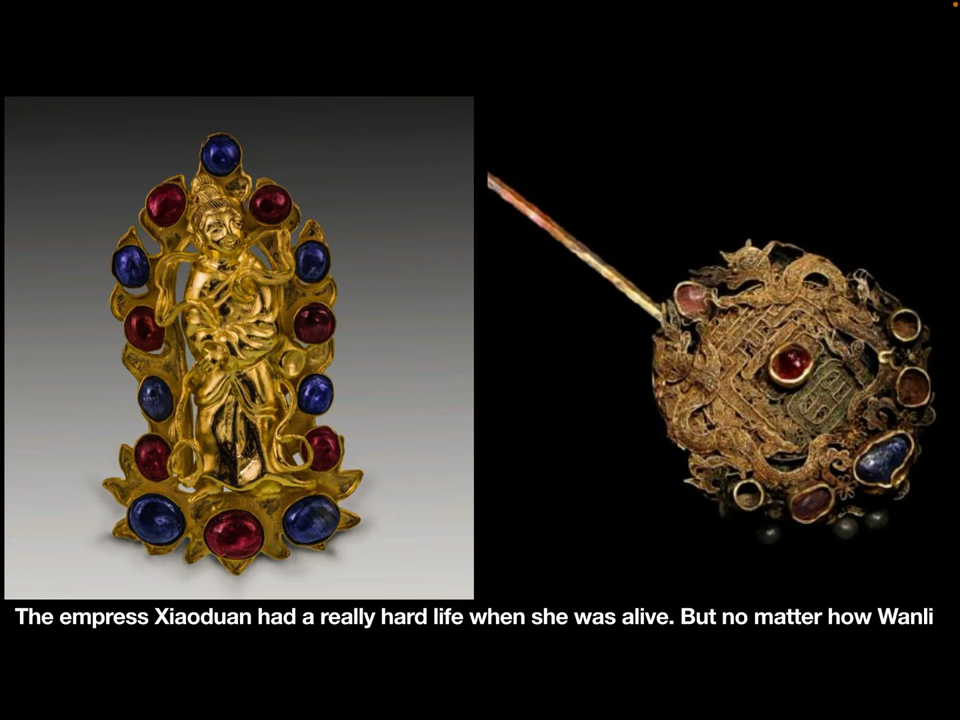 The empress Xiaoduan had a really hard life when she was alive. But no matter how Wanli